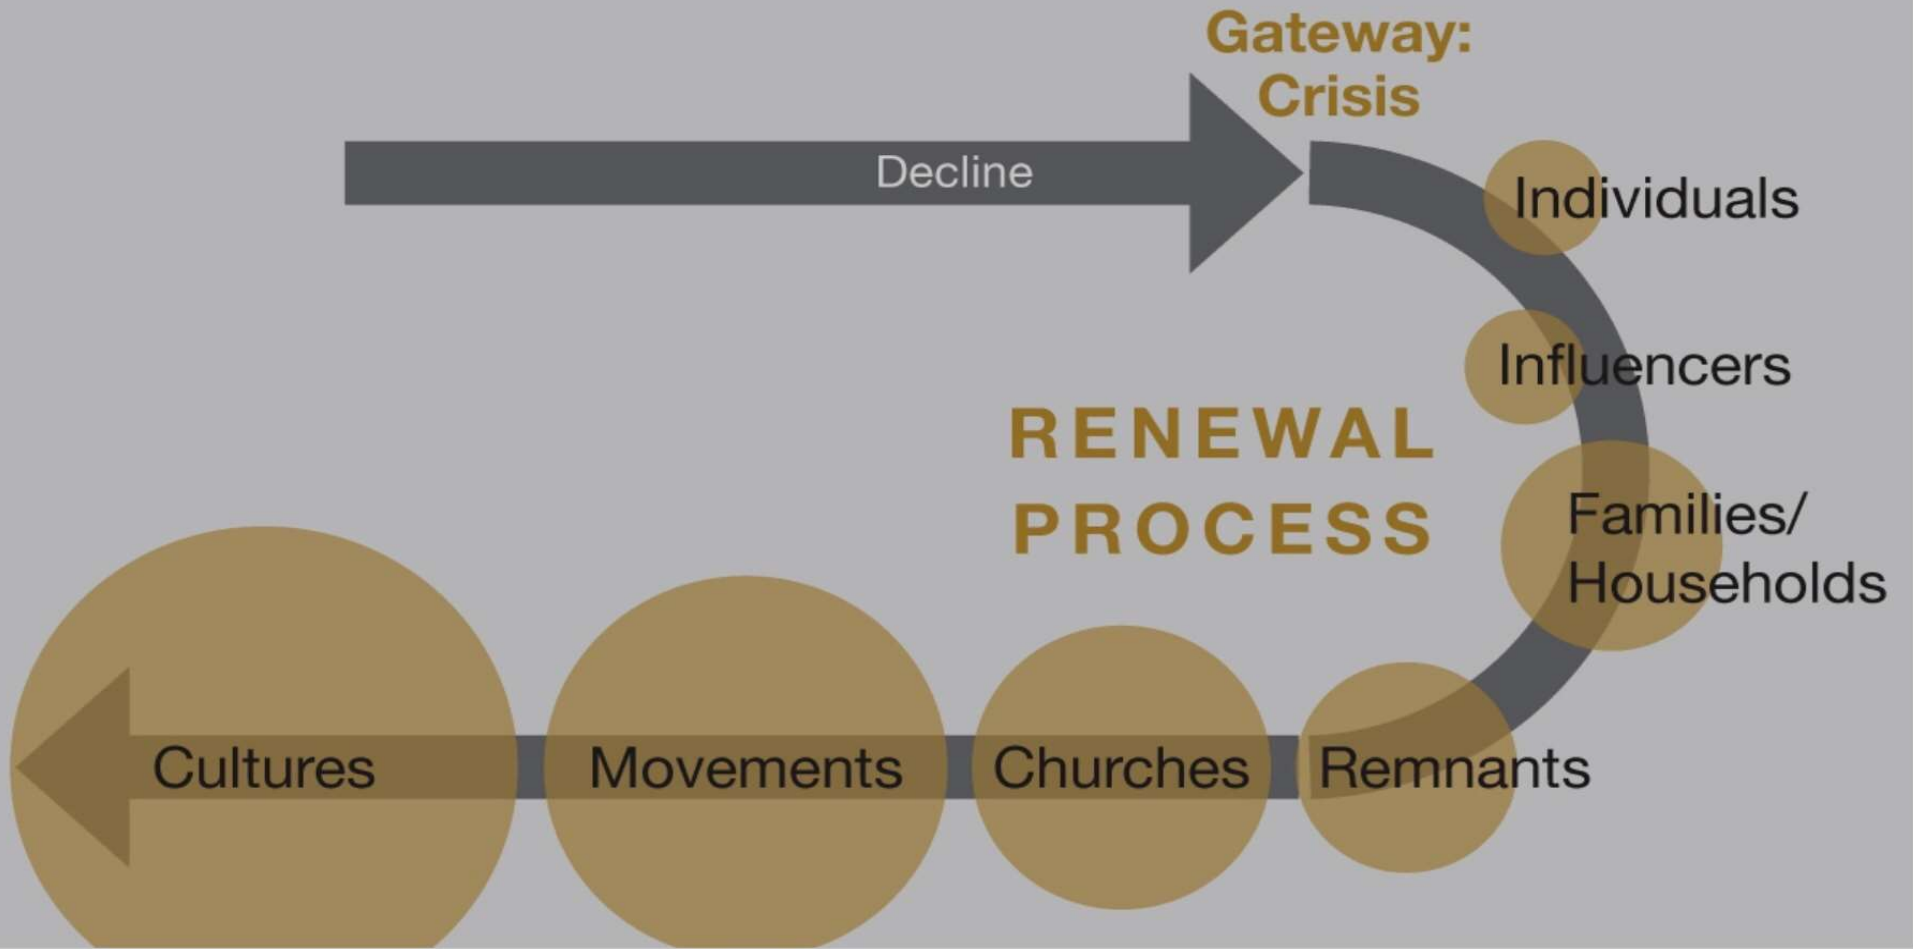 Gateway:
Crisis
Decline
Individuals
Influencers
RENEWAL
PROCESS
Families/
Households
Remnants
Churches
Movements
Cultures